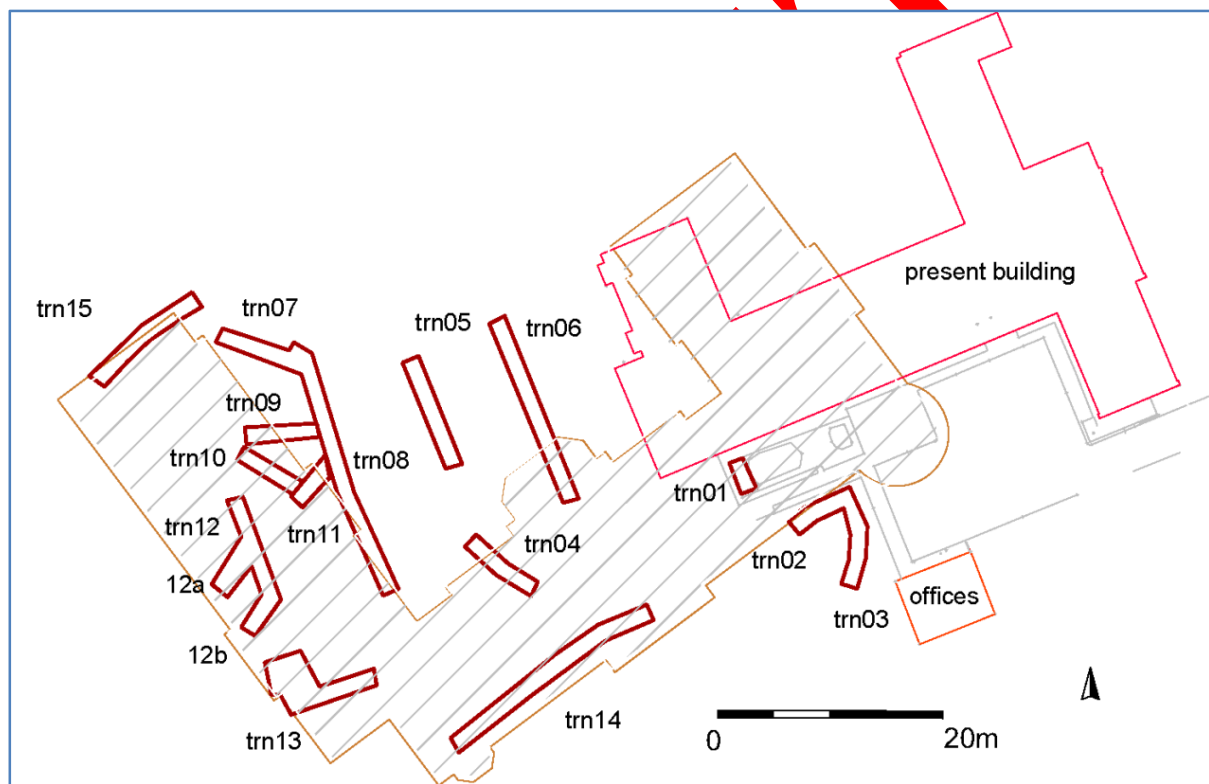 present building
trn15
trn07
trn05
trn06
trn09
trn10
trn08
trn01
trn12
trn11
trn04
trn02
12a
offices
trn03
12b
trn13
trn14
0
20m